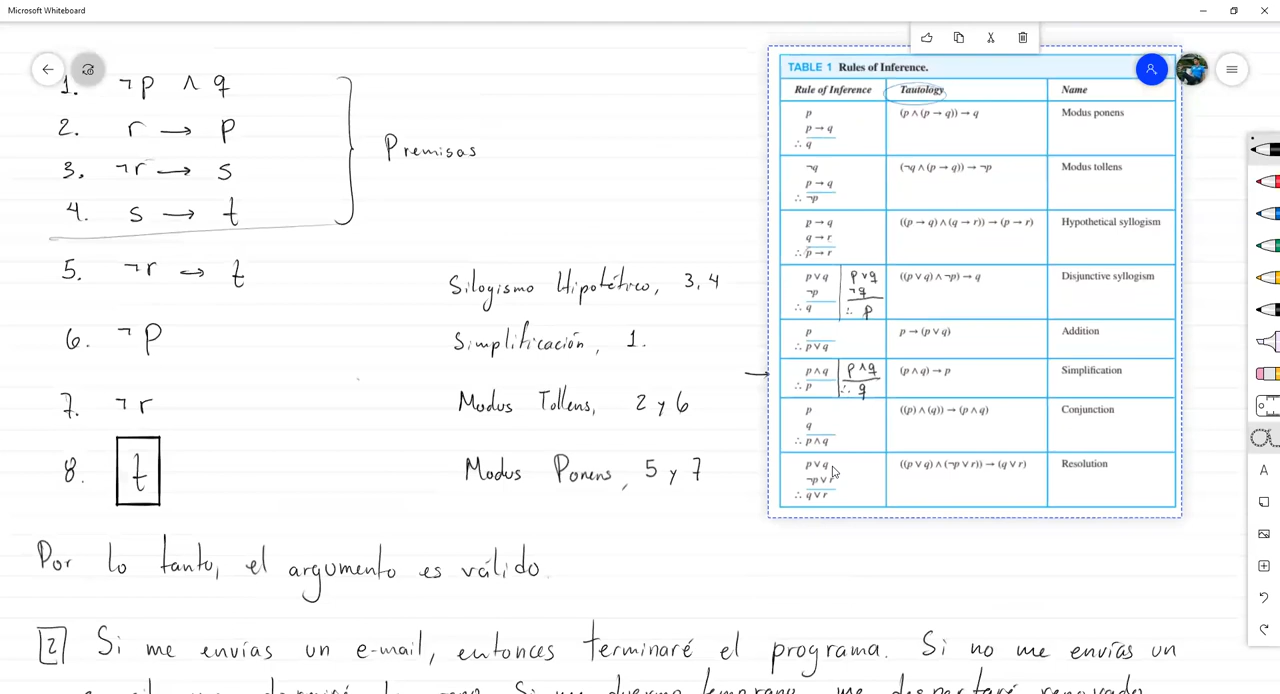 Microsoft Whiteboard
1. ¬p ∧ q
2. r → p
3. ¬r → s
4. s → t
Premisas
5. ¬r → t Silogismo Hipotético, 3, 4
6. ¬p Simplificación, 1.
7. ¬r Modus Tollens, 2 y 6
8. t Modus Ponens, 5 y 7
Por lo tanto, el argumento es válido.
2 Si me envías un e-mail, entonces terminaré el programa. Si no me envías un
TABLE 1 Rules of Inference.
Rule of Inference Tautology Name
p
p → q
∴ q
(p ∧ (p → q)) → q
Modus ponens
¬q
p → q
∴ ¬p
(¬q ∧ (p → q)) → ¬p
Modus tollens
p → q
q → r
∴ p → r
((p → q) ∧ (q → r)) → (p → r)
Hypothetical syllogism
p ∨ q
¬p
∴ q
p ∨ q
¬q
∴ p
((p ∨ q) ∧ ¬p) → q
Disjunctive syllogism
p
∴ p ∨ q
p → (p ∨ q)
Addition
p ∧ q
∴ p
p ∧ q
∴ q
(p ∧ q) → p
Simplification
p
q
∴ p ∧ q
((p) ∧ (q)) → (p ∧ q)
Conjunction
p ∨ q
¬p ∨ r
∴ q ∨ r
((p ∨ q) ∧ (¬p ∨ r)) → (q ∨ r)
Resolution